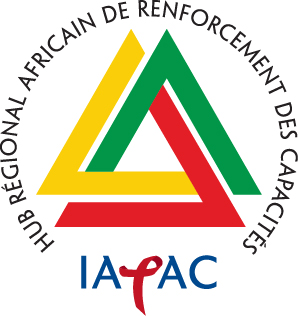 HUB RÉGIONAL AFRICAIN DE RENFORCEMENT DES CAPACITÉS
IAPAC